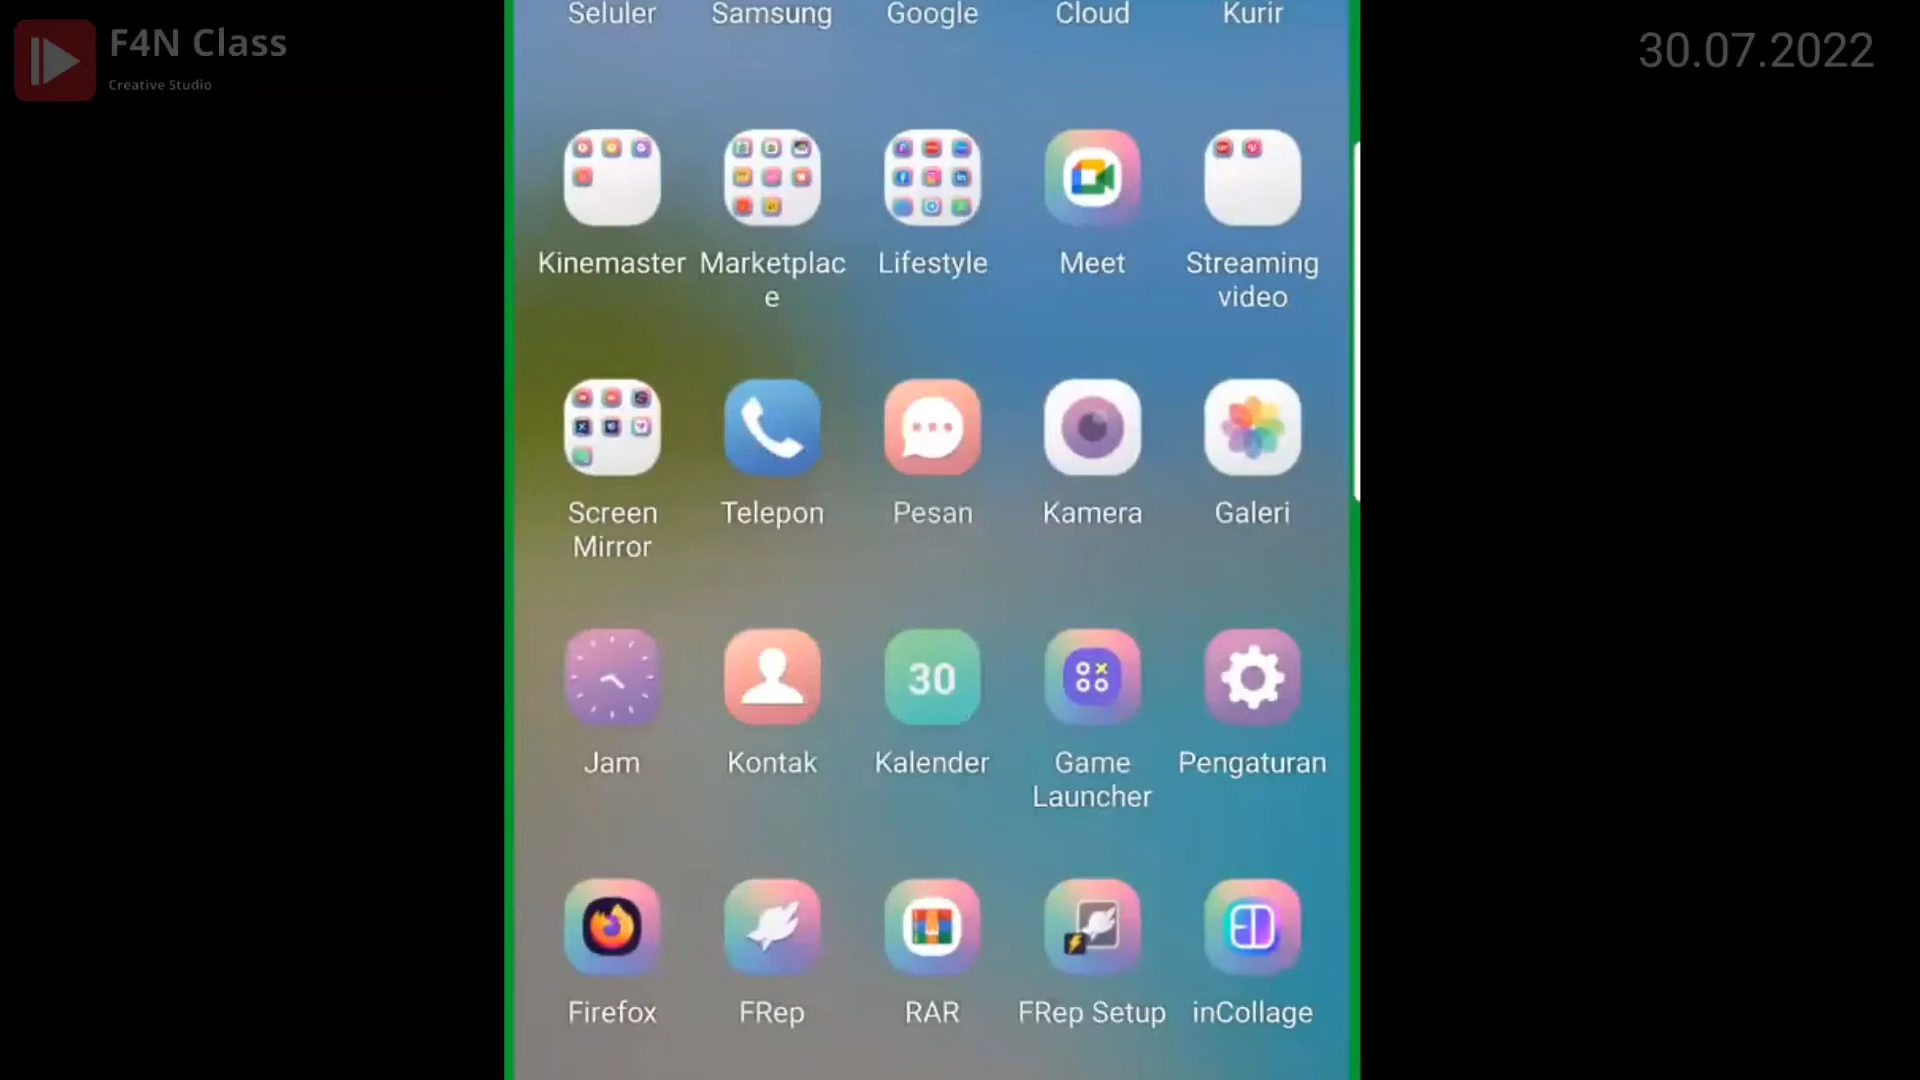 F4N Class
Creative Studio
30.07.2022
Seluler Samsung Google Cloud Kurir
Kinemaster Marketplac Lifestyle Meet Streaming
e video
Screen Telepon Pesan Kamera Galeri
Mirror
30
Jam Kontak Kalender Game Pengaturan
Launcher
Firefox FRep RAR FRep Setup inCollage